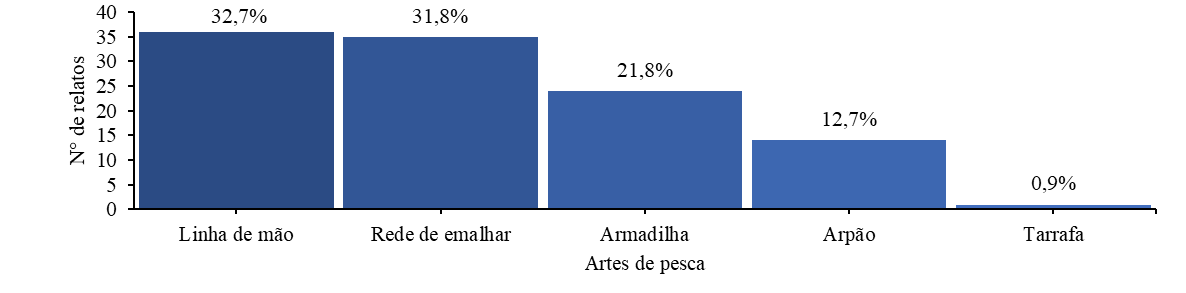 N° de relatos
40
35
30
25
20
15
10
5
0
32,7%
31,8%
21,8%
12,7%
0,9%
Linha de mão
Rede de emalhar
Armadilha
Arpão
Tarrafa
Artes de pesca